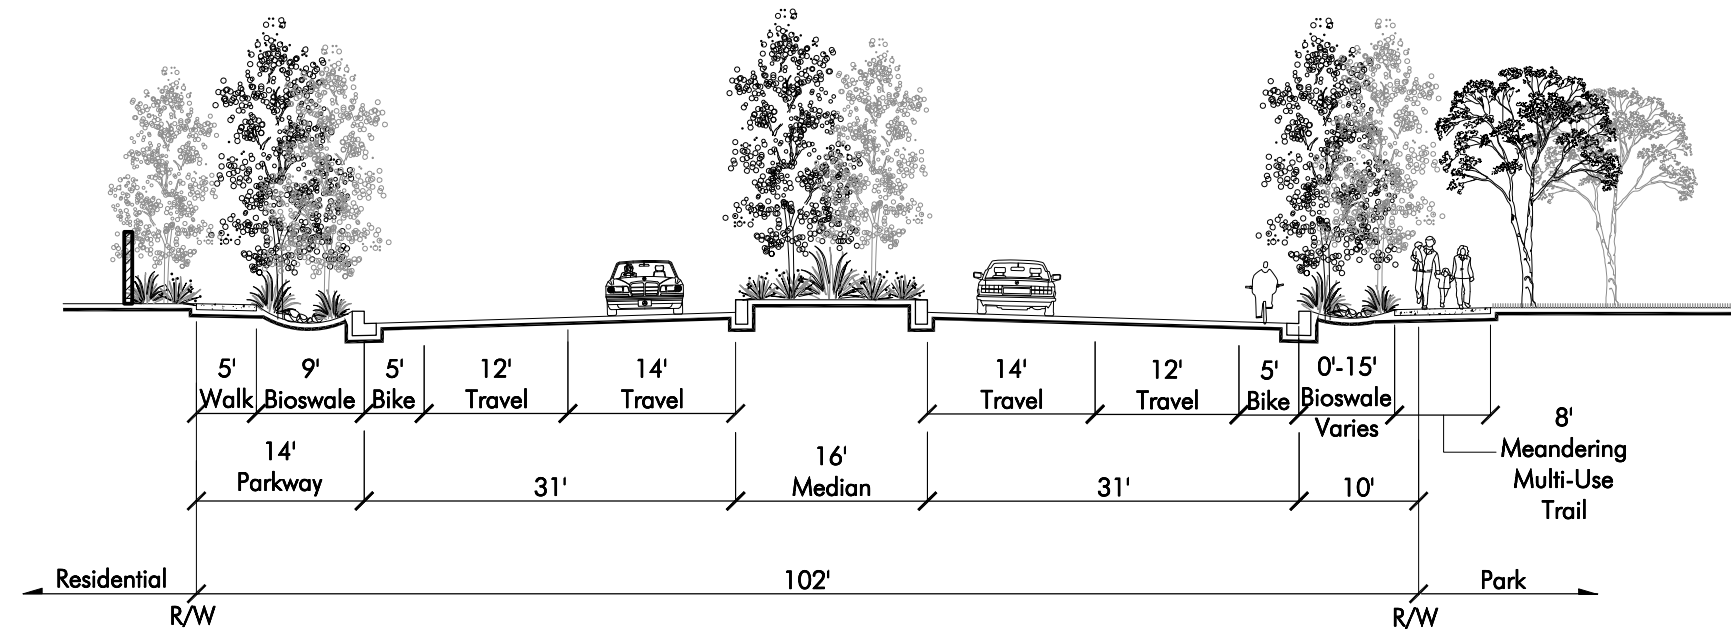 5' 9' 5' 12' 14' 14' 12' 5' 0'-15'
Walk Bioswale Bike Travel Travel Travel Travel Bike Bioswale
Varies
8'
Meandering
Multi-Use
Trail
14'
Parkway
31'
16'
Median
31'
10'
Residential
102'
Park
R/W
R/W